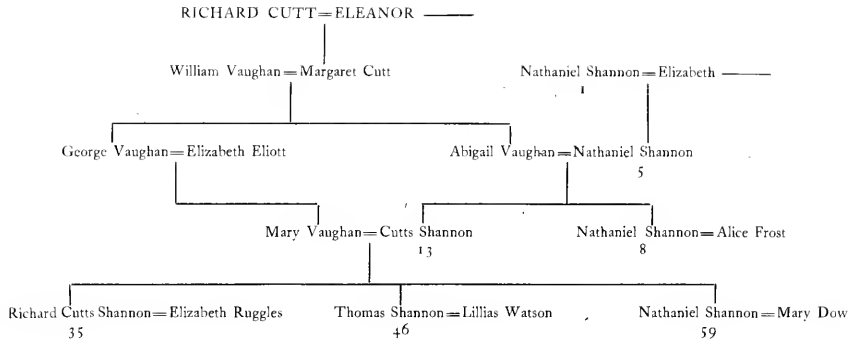 RICHARD CUTT=ELEANOR ——
William Vaughan=Margaret Cutt Nathaniel Shannon=Elizabeth ——
1
George Vaughan=Elizabeth Eliott Abigail Vaughan=Nathaniel Shannon
5
Mary Vaughan=Cutts Shannon Nathaniel Shannon=Alice Frost
13 8
Richard Cutts Shannon=Elizabeth Ruggles Thomas Shannon=Lillias Watson Nathaniel Shannon=Mary Dow
35 46 59